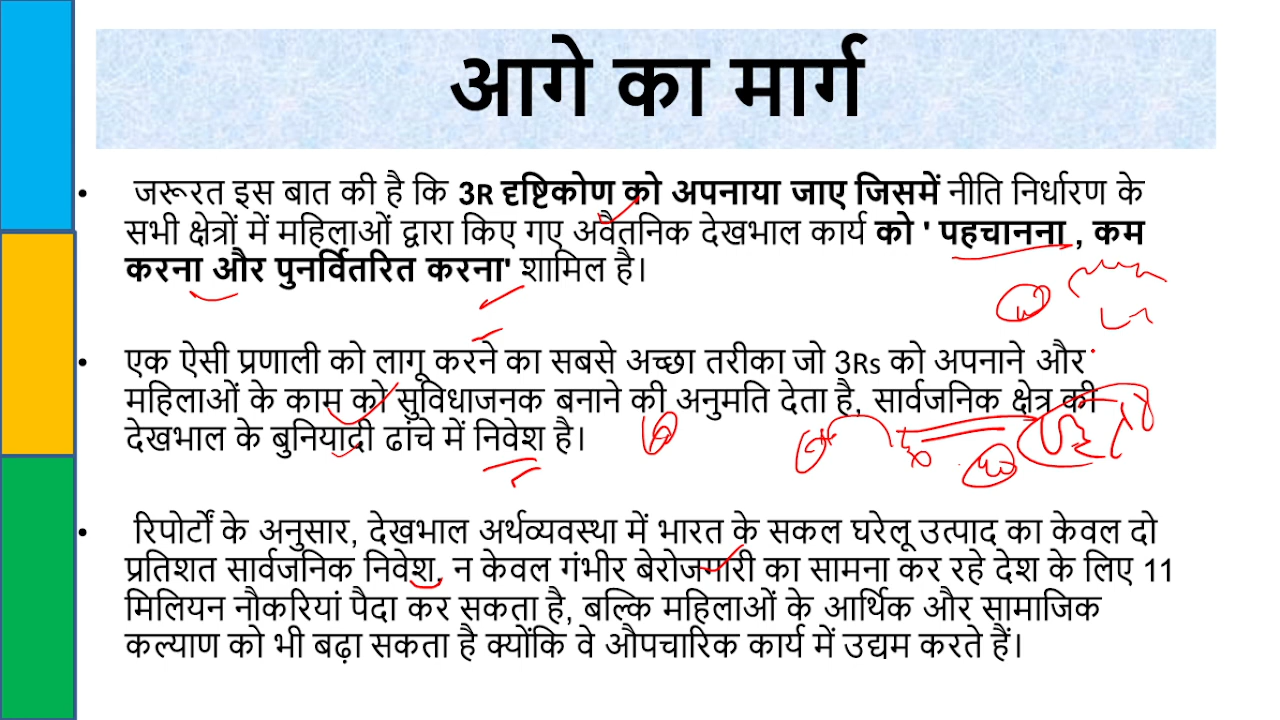 आगे का मार्ग
• जरूरत इस बात की है कि 3R दृष्टिकोण को अपनाया जाए जिसमें नीति निर्धारण के
सभी क्षेत्रों में महिलाओं द्वारा किए गए अवैतनिक देखभाल कार्य को ' पहचानना , कम
करना और पुनर्वितरित करना' शामिल है।
• एक ऐसी प्रणाली को लागू करने का सबसे अच्छा तरीका जो 3Rs को अपनाने और
महिलाओं के काम को सुविधाजनक बनाने की अनुमति देता है, सार्वजनिक क्षेत्र की
देखभाल के बुनियादी ढांचे में निवेश है।
• रिपोर्टों के अनुसार, देखभाल अर्थव्यवस्था में भारत के सकल घरेलू उत्पाद का केवल दो
प्रतिशत सार्वजनिक निवेश, न केवल गंभीर बेरोजगारी का सामना कर रहे देश के लिए 11
मिलियन नौकरियां पैदा कर सकता है, बल्कि महिलाओं के आर्थिक और सामाजिक
कल्याण को भी बढ़ा सकता है क्योंकि वे औपचारिक कार्य में उद्यम करते हैं।